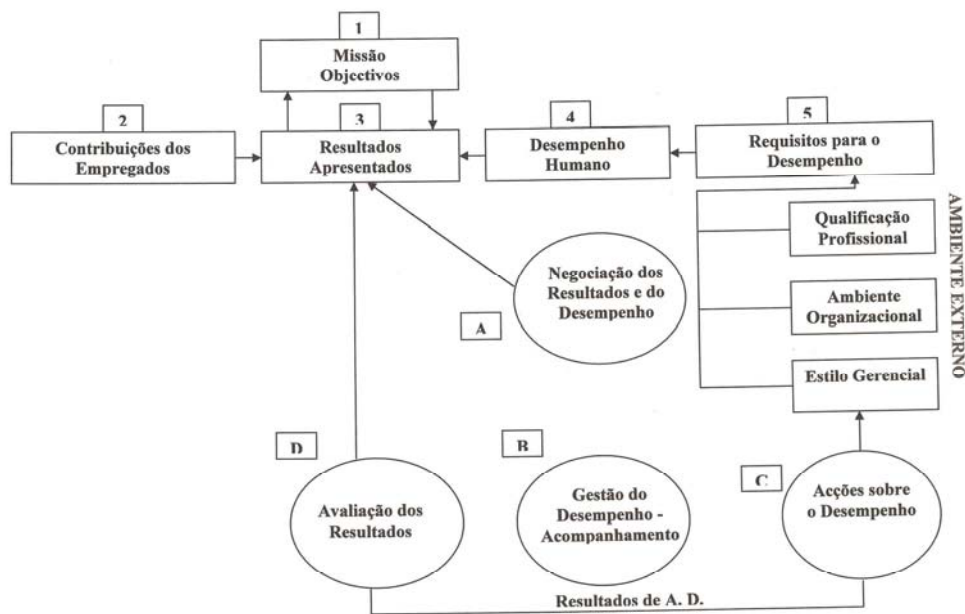 1
Missão
Objectivos
2
3
4
5
Contribuições dos
Empregados
Resultados
Apresentados
Desempenho
Humano
Requisitos para o
Desempenho
Qualificação
Profissional
Ambiente
Organizacional
Estilo Gerencial
AMBIENTE EXTERNO
Negociação dos
Resultados e do
Desempenho
A
D
B
C
Avaliação dos
Resultados
Gestão do
Desempenho -
Acompanhamento
Acções sobre
o Desempenho
Resultados de A. D.